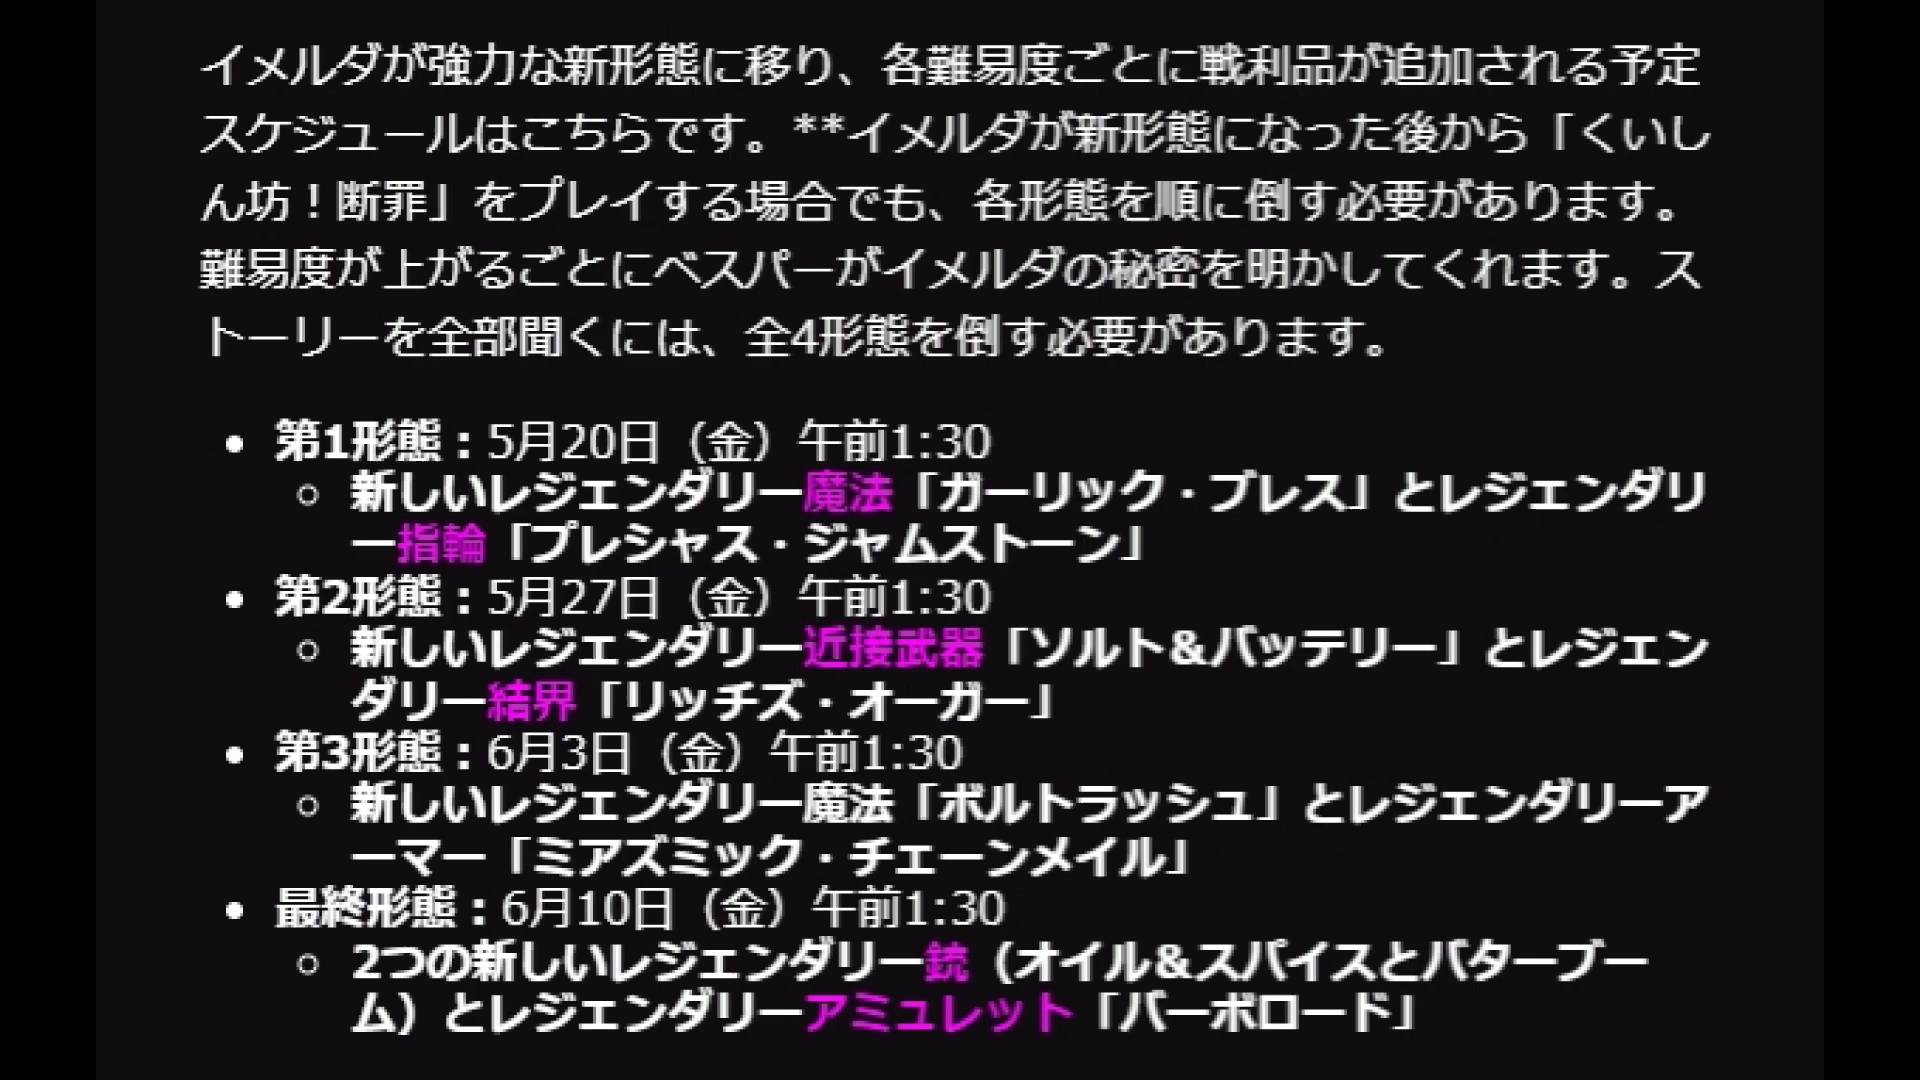 イメルダが強力な新形態に移り、各難易度ごとに戦利品が追加される予定
スケジュールはこちらです。**イメルダが新形態になった後から「くいし
ん坊！断罪」をプレイする場合でも、各形態を順に倒す必要があります。
難易度が上がるごとにベスパーがイメルダの秘密を明かしてくれます。ス
トーリーを全部聞くには、全4形態を倒す必要があります。
• 第1形態：5月20日（金）午前1:30
○ 新しいレジェンダリー魔法「ガーリック・ブレス」とレジェンダリ
ー指輪「プレシャス・ジャムストーン」
• 第2形態：5月27日（金）午前1:30
○ 新しいレジェンダリー近接武器「ソルト＆バッテリー」とレジェン
ダリー結界「リッチズ・オーガー」
• 第3形態：6月3日（金）午前1:30
○ 新しいレジェンダリー魔法「ボルトラッシュ」とレジェンダリーア
ーマー「ミアズミック・チェーンメイル」
• 最終形態：6月10日（金）午前1:30
○ 2つの新しいレジェンダリー銃（オイル＆スパイスとバターブー
ム）とレジェンダリーアミュレット「バーボロード」